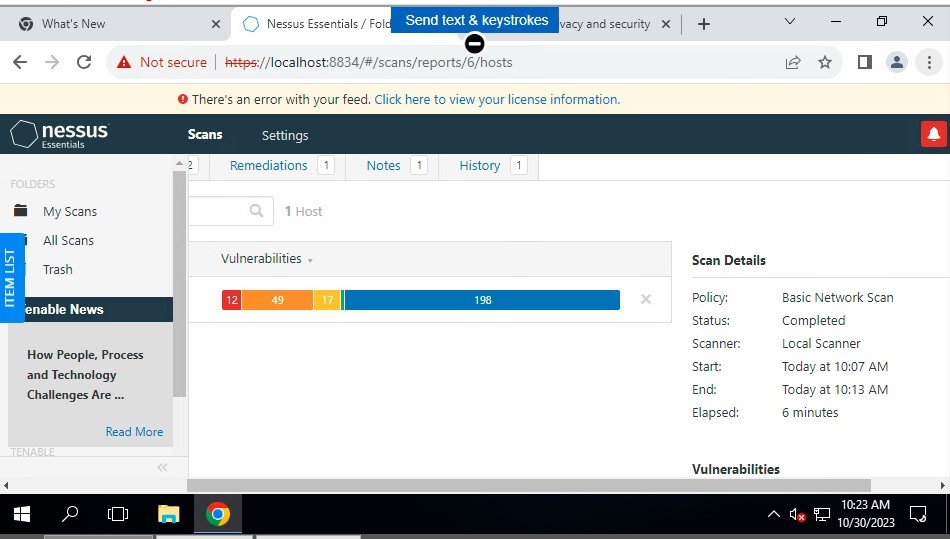 What's New
Nessus Essentials / Fold
Send text & keystrokes
vacy and security
Not secure
https://localhost:8834/#/scans/reports/6/hosts
There's an error with your feed. Click here to view your license information.
nessus
Essentials
Scans
Settings
2
Remediations 1
Notes 1
History 1
FOLDERS
My Scans
All Scans
Trash
ITEM LIST
enable News
How People, Process
and Technology
Challenges Are ...
Read More
TENABLE
1 Host
Vulnerabilities
12 49 17 198
Scan Details
Policy: Basic Network Scan
Status: Completed
Scanner: Local Scanner
Start: Today at 10:07 AM
End: Today at 10:13 AM
Elapsed: 6 minutes
Vulnerabilities
10:23 AM
10/30/2023